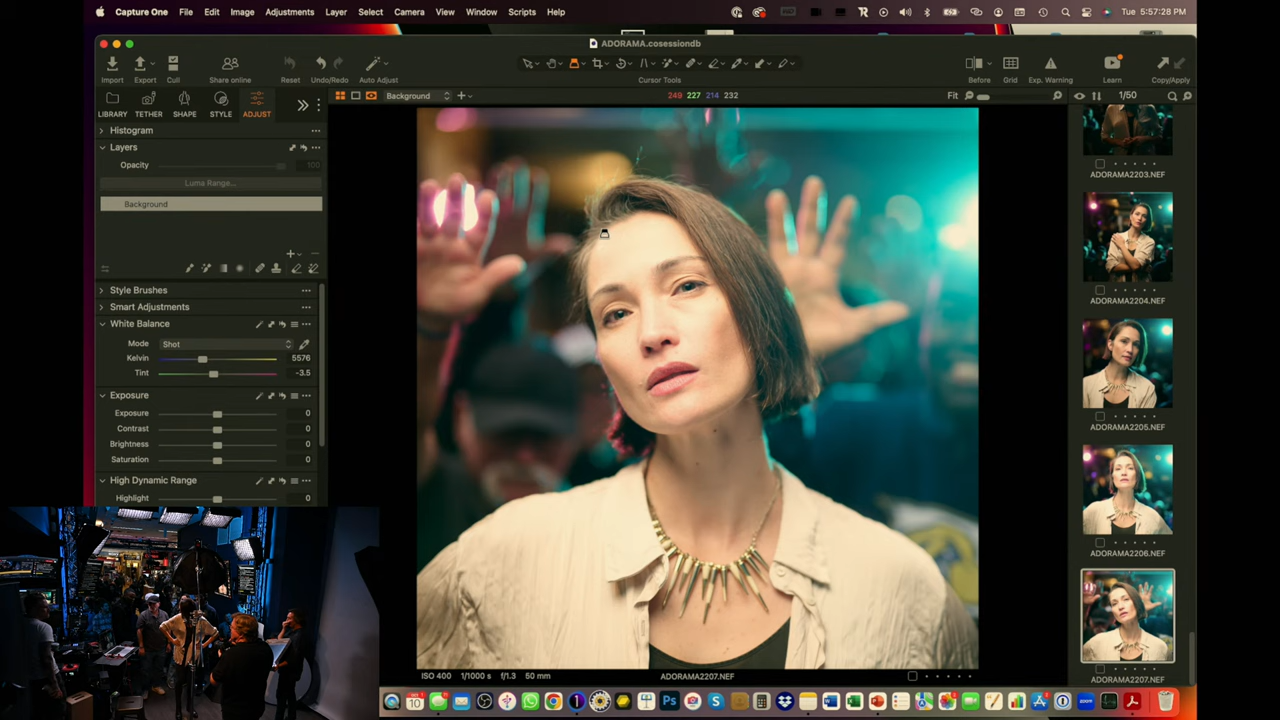 Capture One File Edit Image Adjustments Layer Select Camera View Window Scripts Help Tue 5:57:28 PM
ADORAMA.cosessiondb
Import Export Cull Share online Reset Undo/Redo Auto Adjust Cursor Tools Before Grid Exp. Warning Learn Copy/Apply
Background 249 227 214 232 Fit 1/50
LIBRARY TETHER SHAPE STYLE ADJUST
Histogram
Layers
Opacity 100
Luma Range...
Background
Style Brushes
Smart Adjustments
White Balance
Mode Shot
Kelvin 5576
Tint -3.5
Exposure
Exposure 0
Contrast 0
Brightness 0
Saturation 0
High Dynamic Range
Highlight 0
ADORAMA2203.NEF
ADORAMA2204.NEF
ADORAMA2205.NEF
ADORAMA2206.NEF
ADORAMA2207.NEF
ISO 400 1/1000 s f/1.3 50 mm ADORAMA2207.NEF